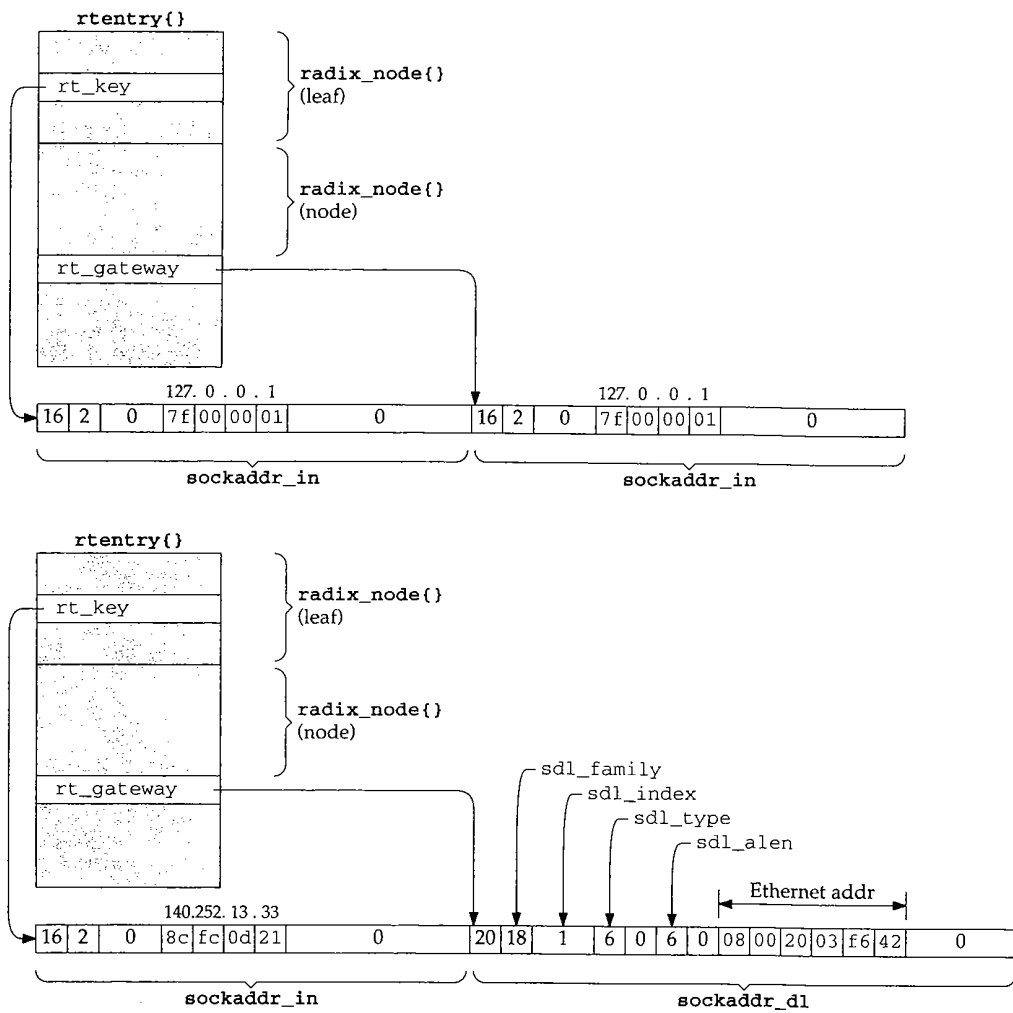 rtentry{}
radix_node{}
(leaf)
rt_key
radix_node{}
(node)
rt_gateway
127. 0 . 0 . 1
127. 0 . 0 . 1
16 2 0 7f 00 00 01 0 16 2 0 7f 00 00 01 0
sockaddr_in
sockaddr_in
rtentry{}
radix_node{}
(leaf)
rt_key
radix_node{}
(node)
rt_gateway
sdl_family
sdl_index
sdl_type
sdl_alen
Ethernet addr
140.252. 13 . 33
16 2 0 8c fc 0d 21 0 20 18 1 6 0 6 0 08 00 20 03 f6 42 0
sockaddr_in
sockaddr_dl